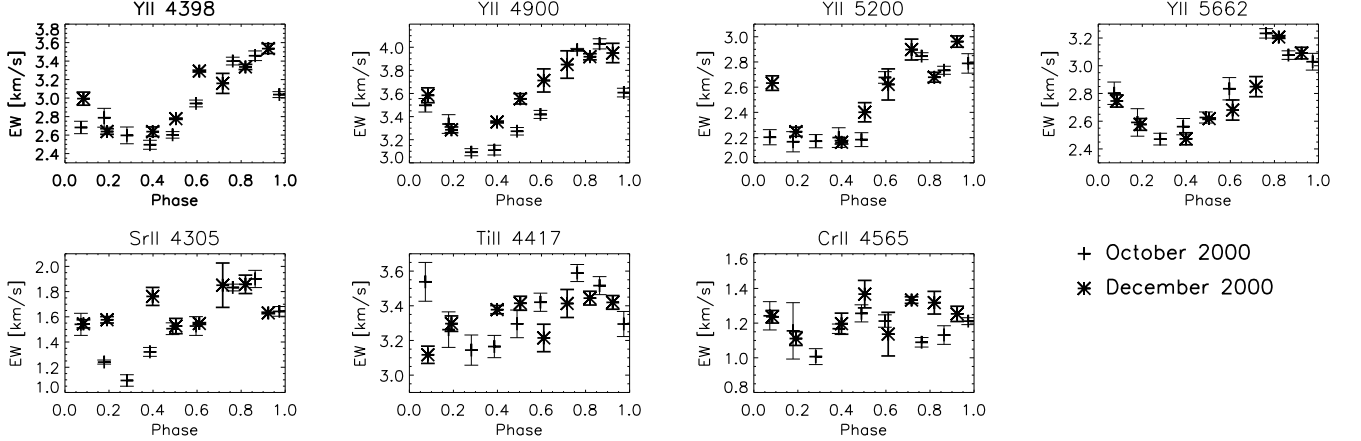 YII 4398
EW [km/s]
3.8
3.6
3.4
3.2
3.0
2.8
2.6
2.4
0.0 0.2 0.4 0.6 0.8 1.0
Phase
YII 4900
EW [km/s]
4.0
3.8
3.6
3.4
3.2
3.0
0.0 0.2 0.4 0.6 0.8 1.0
Phase
YII 5200
EW [km/s]
3.0
2.8
2.6
2.4
2.2
2.0
0.0 0.2 0.4 0.6 0.8 1.0
Phase
YII 5662
EW [km/s]
3.2
3.0
2.8
2.6
2.4
0.0 0.2 0.4 0.6 0.8 1.0
Phase
SrII 4305
EW [km/s]
2.0
1.8
1.6
1.4
1.2
1.0
0.0 0.2 0.4 0.6 0.8 1.0
Phase
TiII 4417
EW [km/s]
3.6
3.4
3.2
3.0
0.0 0.2 0.4 0.6 0.8 1.0
Phase
CrII 4565
EW [km/s]
1.6
1.4
1.2
1.0
0.8
0.0 0.2 0.4 0.6 0.8 1.0
Phase
October 2000
December 2000